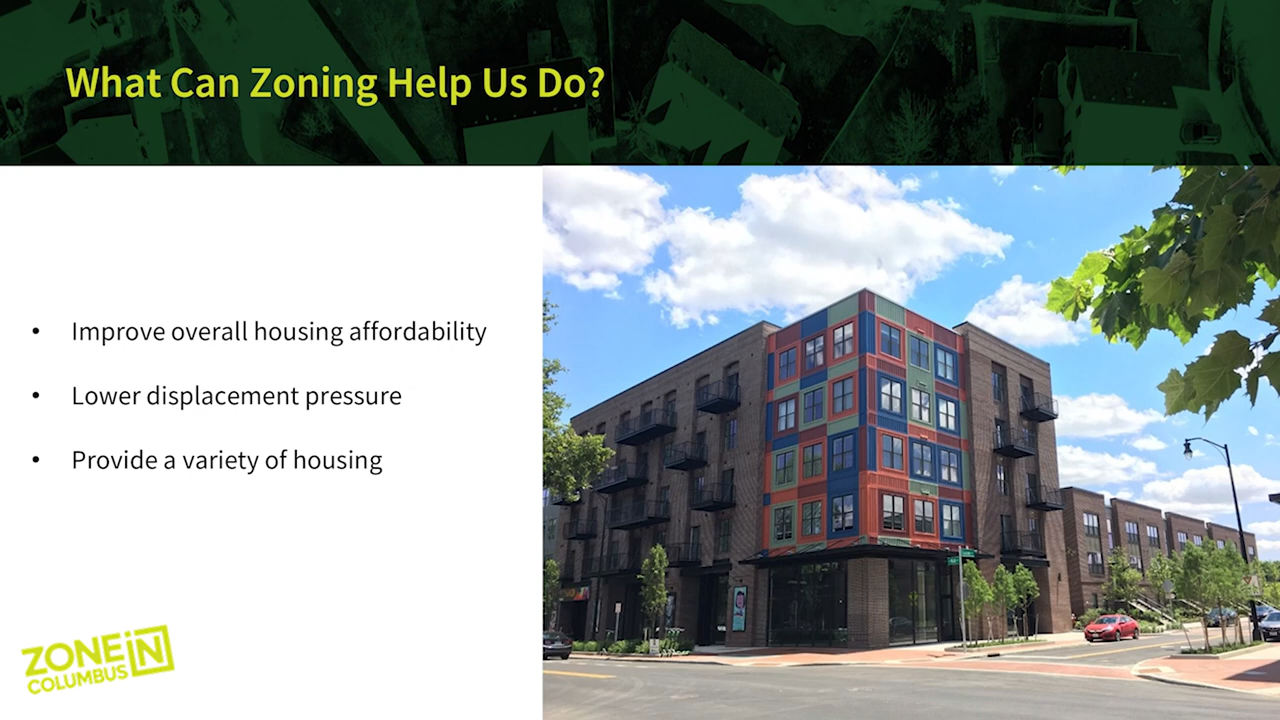 What Can Zoning Help Us Do?
• Improve overall housing affordability
• Lower displacement pressure
• Provide a variety of housing
ZONE IN
COLUMBUS